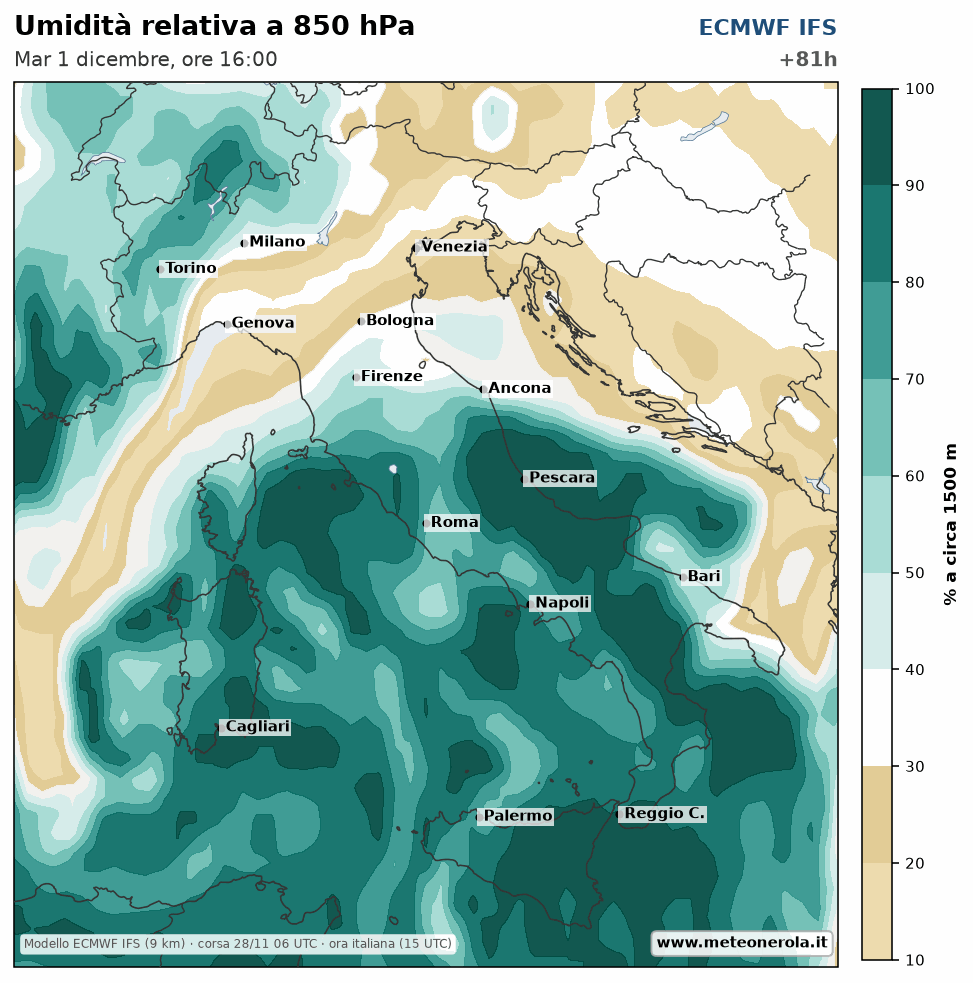 Umidità relativa a 850 hPa
ECMWF IFS
Mar 1 dicembre, ore 16:00
+81h
Milano
Venezia
Torino
Genova
Bologna
Firenze
Ancona
Pescara
Roma
Bari
Napoli
Cagliari
Palermo
Reggio C.
100
90
80
70
60
50
40
30
20
10
% a circa 1500 m
Modello ECMWF IFS (9 km) · corsa 28/11 06 UTC · ora italiana (15 UTC)
www.meteonerola.it